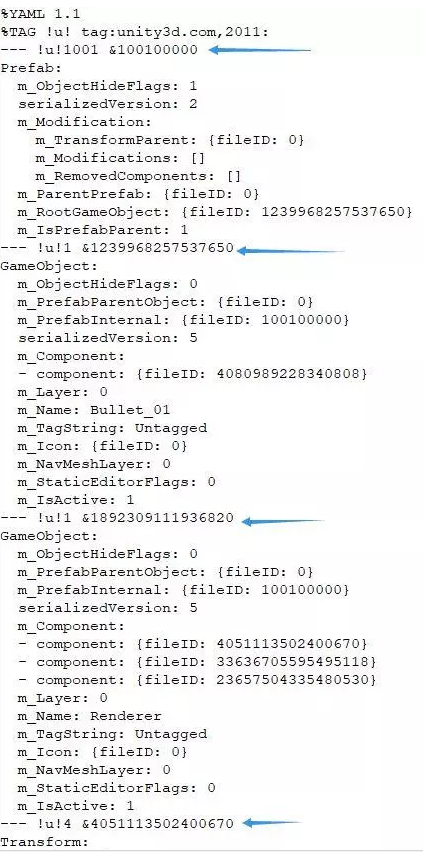 %YAML 1.1
%TAG !u! tag:unity3d.com,2011:
--- !u!1001 &100100000
Prefab:
  m_ObjectHideFlags: 1
  serializedVersion: 2
  m_Modification:
    m_TransformParent: {fileID: 0}
    m_Modifications: []
    m_RemovedComponents: []
  m_ParentPrefab: {fileID: 0}
  m_RootGameObject: {fileID: 1239968257537650}
  m_IsPrefabParent: 1
--- !u!1 &1239968257537650
GameObject:
  m_ObjectHideFlags: 0
  m_PrefabParentObject: {fileID: 0}
  m_PrefabInternal: {fileID: 100100000}
  serializedVersion: 5
  m_Component:
  - component: {fileID: 4080989228340808}
  m_Layer: 0
  m_Name: Bullet_01
  m_TagString: Untagged
  m_Icon: {fileID: 0}
  m_NavMeshLayer: 0
  m_StaticEditorFlags: 0
  m_IsActive: 1
--- !u!1 &1892309111936820
GameObject:
  m_ObjectHideFlags: 0
  m_PrefabParentObject: {fileID: 0}
  m_PrefabInternal: {fileID: 100100000}
  serializedVersion: 5
  m_Component:
  - component: {fileID: 4051113502400670}
  - component: {fileID: 33636705595495118}
  - component: {fileID: 23657504335480530}
  m_Layer: 0
  m_Name: Renderer
  m_TagString: Untagged
  m_Icon: {fileID: 0}
  m_NavMeshLayer: 0
  m_StaticEditorFlags: 0
  m_IsActive: 1
--- !u!4 &4051113502400670
Transform: